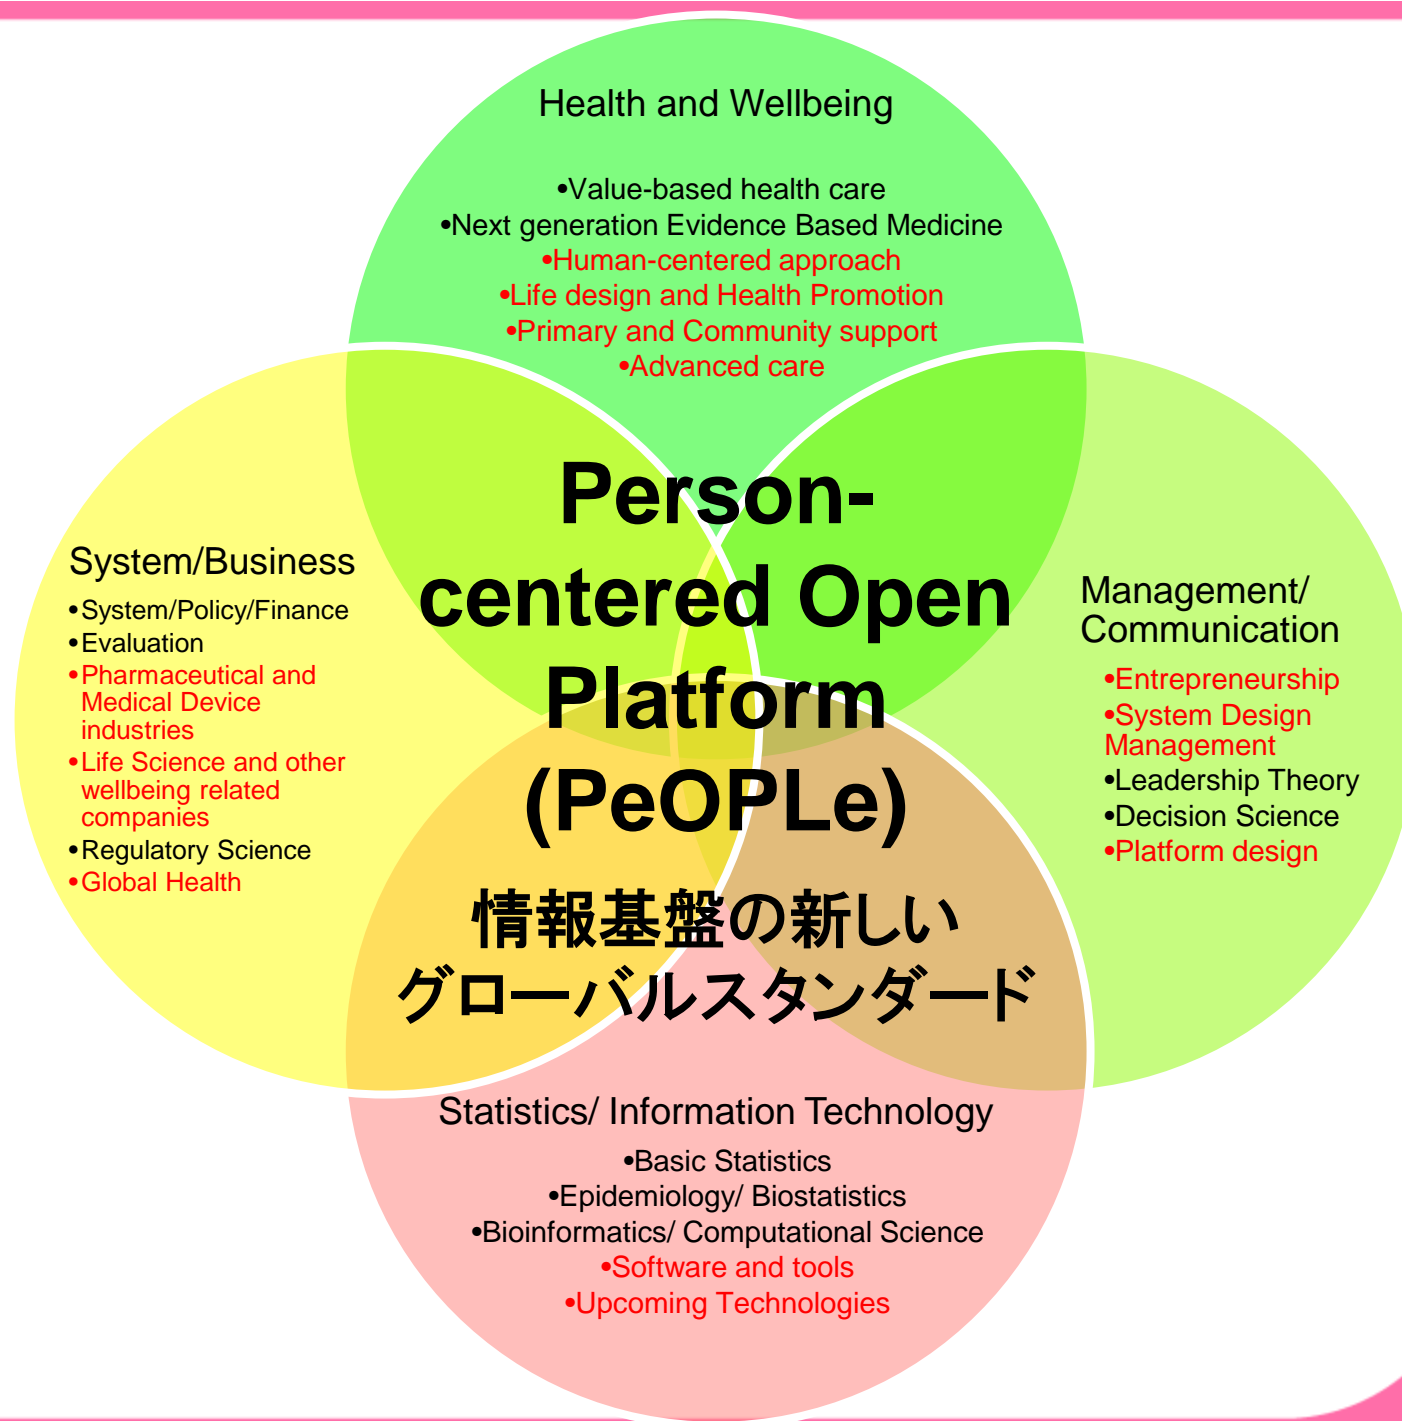 Health and Wellbeing
•Value-based health care
•Next generation Evidence Based Medicine
•Human-centered approach
•Life design and Health Promotion
•Primary and Community support
•Advanced care
Person-
centered Open
Platform
(PeOPLe)
情報基盤の新しい
グローバルスタンダード
System/Business
•System/Policy/Finance
•Evaluation
•Pharmaceutical and
Medical Device
industries
•Life Science and other
wellbeing related
companies
•Regulatory Science
•Global Health
Management/
Communication
•Entrepreneurship
•System Design
Management
•Leadership Theory
•Decision Science
•Platform design
Statistics/ Information Technology
•Basic Statistics
•Epidemiology/ Biostatistics
•Bioinformatics/ Computational Science
•Software and tools
•Upcoming Technologies